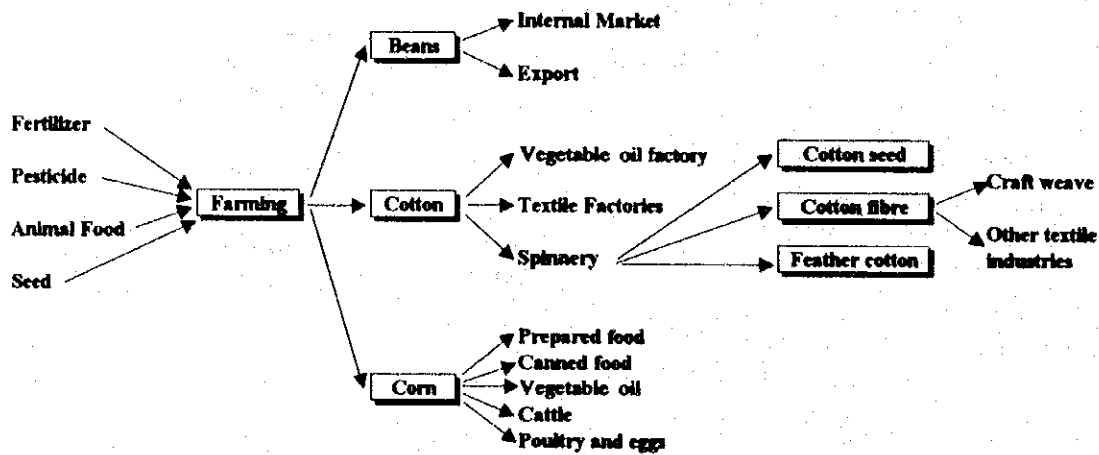 Fertilizer
Pesticide
Animal Food
Seed
Farming
Beans
Internal Market
Export
Cotton
Vegetable oil factory
Textile Factories
Spinnery
Cotton seed
Cotton fibre
Feather cotton
Craft weave
Other textile
industries
Corn
Prepared food
Canned food
Vegetable oil
Cattle
Poultry and eggs